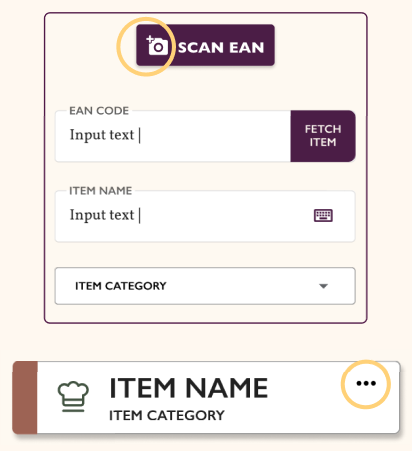 SCAN EAN
EAN CODE
Input text |
FETCH
ITEM
ITEM NAME
Input text |
ITEM CATEGORY
ITEM NAME
ITEM CATEGORY